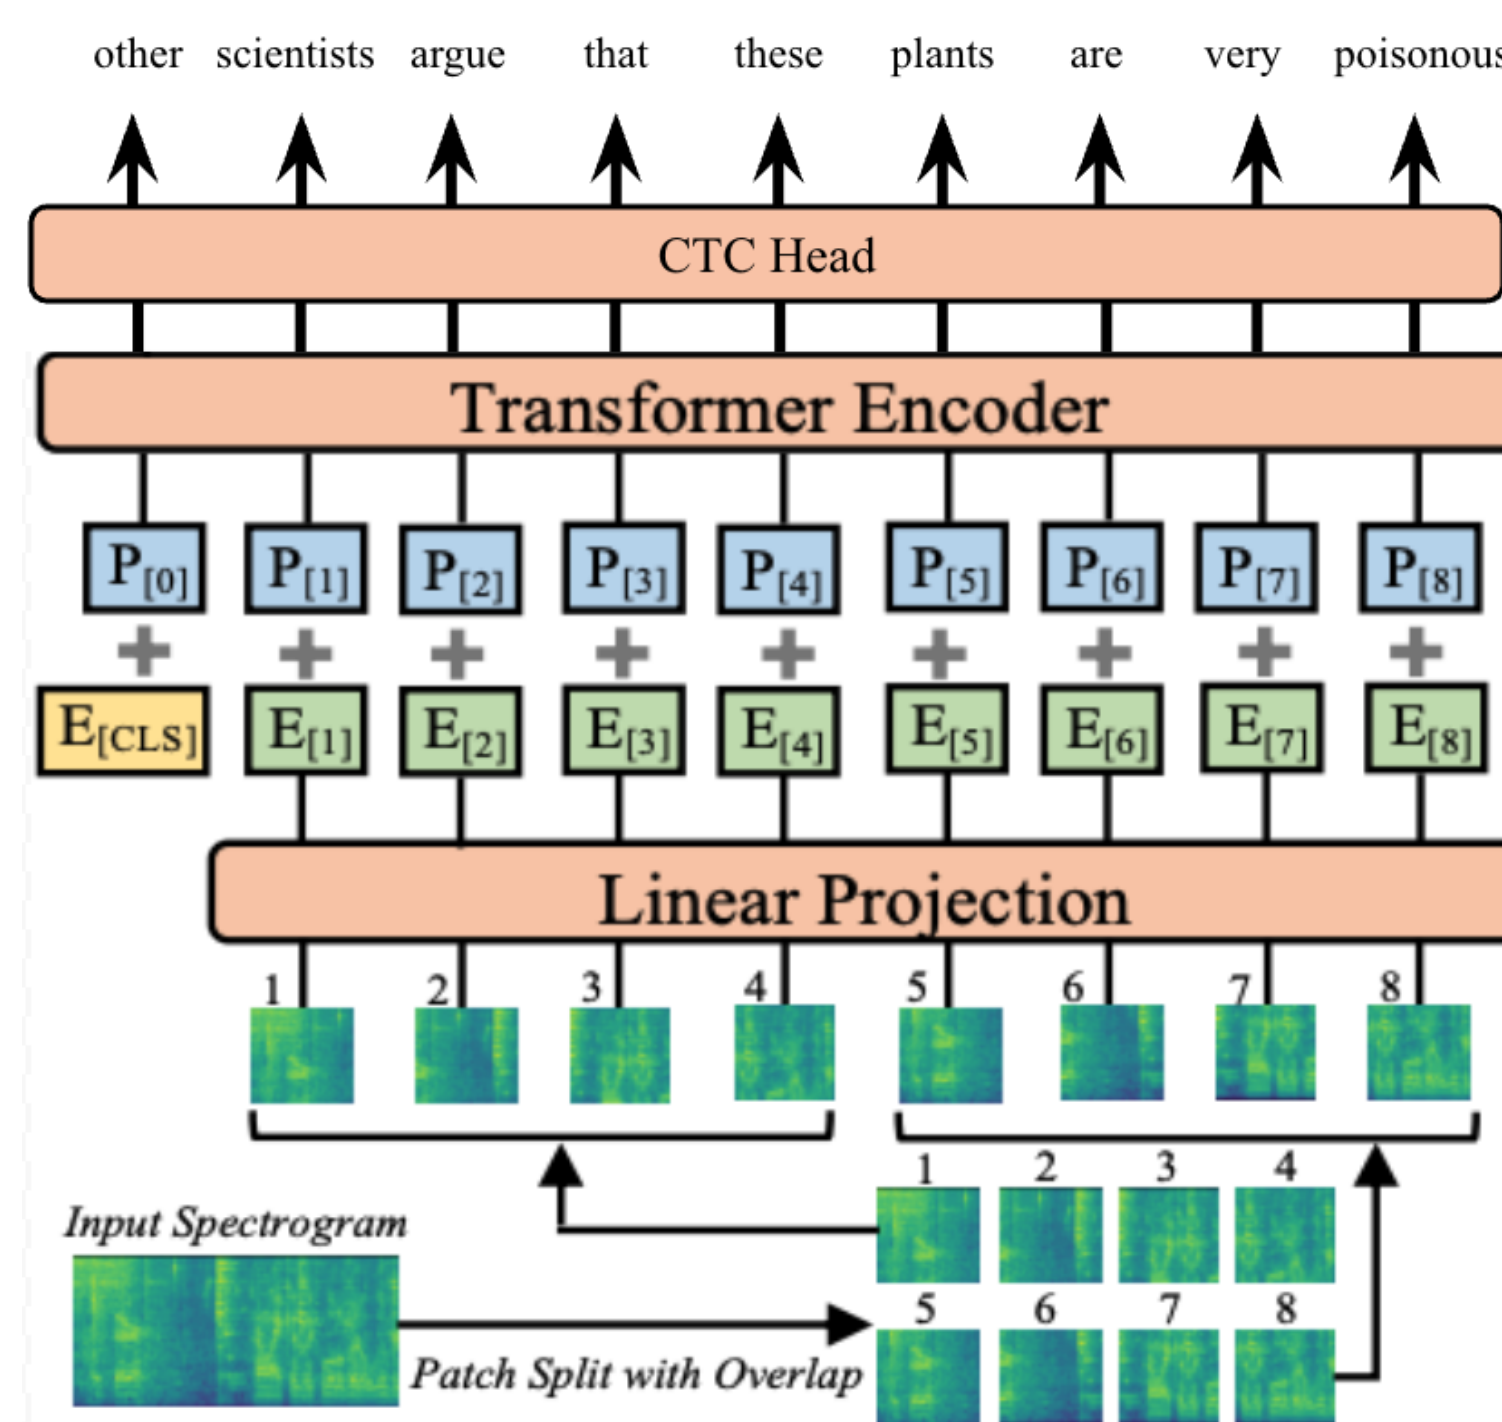 other scientists argue that these plants are very poisonous
CTC Head
Transformer Encoder
P[0] P[1] P[2] P[3] P[4] P[5] P[6] P[7] P[8]
E[CLS] E[1] E[2] E[3] E[4] E[5] E[6] E[7] E[8]
Linear Projection
1 2 3 4 5 6 7 8
1 2 3 4
Input Spectrogram
5 6 7 8
Patch Split with Overlap